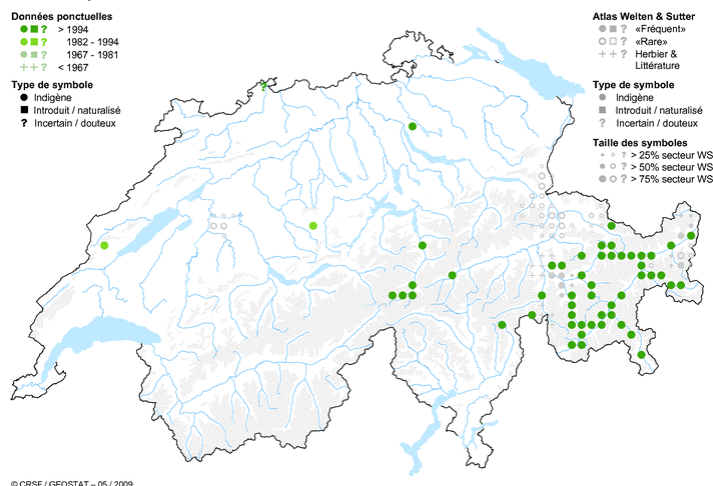 Données ponctuelles
> 1994
1982 - 1994
1967 - 1981
< 1967
Type de symbole
Indigène
Introduit / naturalisé
? Incertain / douteux
Atlas Welten & Sutter
«Fréquent»
«Rare»
Herbier &
Littérature
Type de symbole
Indigène
Introduit / naturalisé
? Incertain / douteux
Taille des symboles
> 25% secteur WS
> 50% secteur WS
> 75% secteur WS
© CRSF / GEOSTAT – 05 / 2009